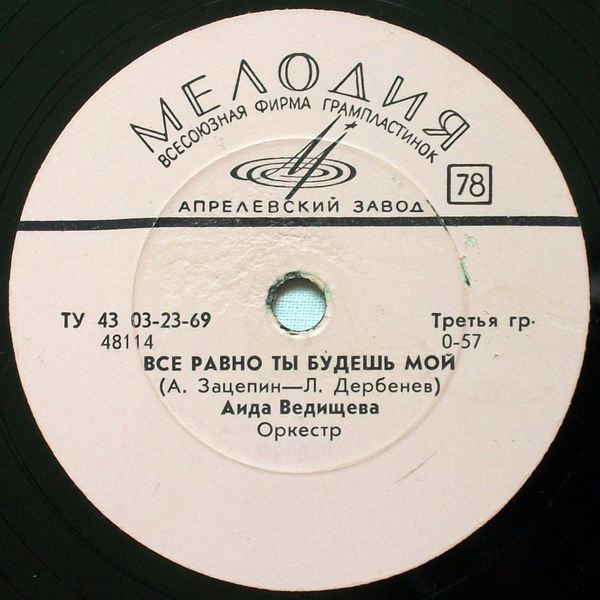 МЕЛОДИЯ
ВСЕСОЮЗНАЯ ФИРМА ГРАМПЛАСТИНОК
78
АПРЕЛЕВСКИЙ ЗАВОД
ТУ 43 03-23-69
Третья гр.
48114
0-57
ВСЕ РАВНО ТЫ БУДЕШЬ МОЙ
(А. Зацепин—Л. Дербенев)
Аида Ведищева
Оркестр